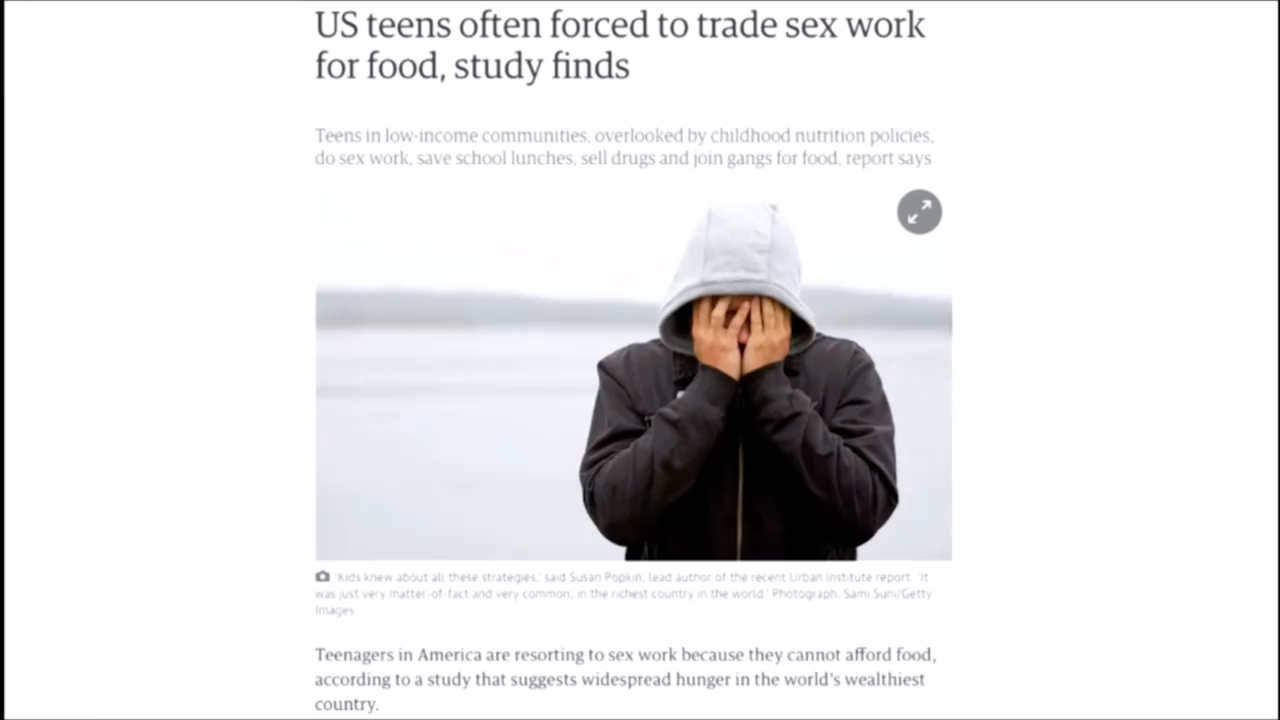 US teens often forced to trade sex work
for food, study finds
Teens in low-income communities, overlooked by childhood nutrition policies,
do sex work, save school lunches, sell drugs and join gangs for food, report says
'Kids knew about all these strategies,' said Susan Popkin, lead author of the recent Urban Institute report. 'It
was just very matter-of-fact and very common, in the richest country in the world.' Photograph: Sami Suni/Getty
Images
Teenagers in America are resorting to sex work because they cannot afford food,
according to a study that suggests widespread hunger in the world's wealthiest
country.